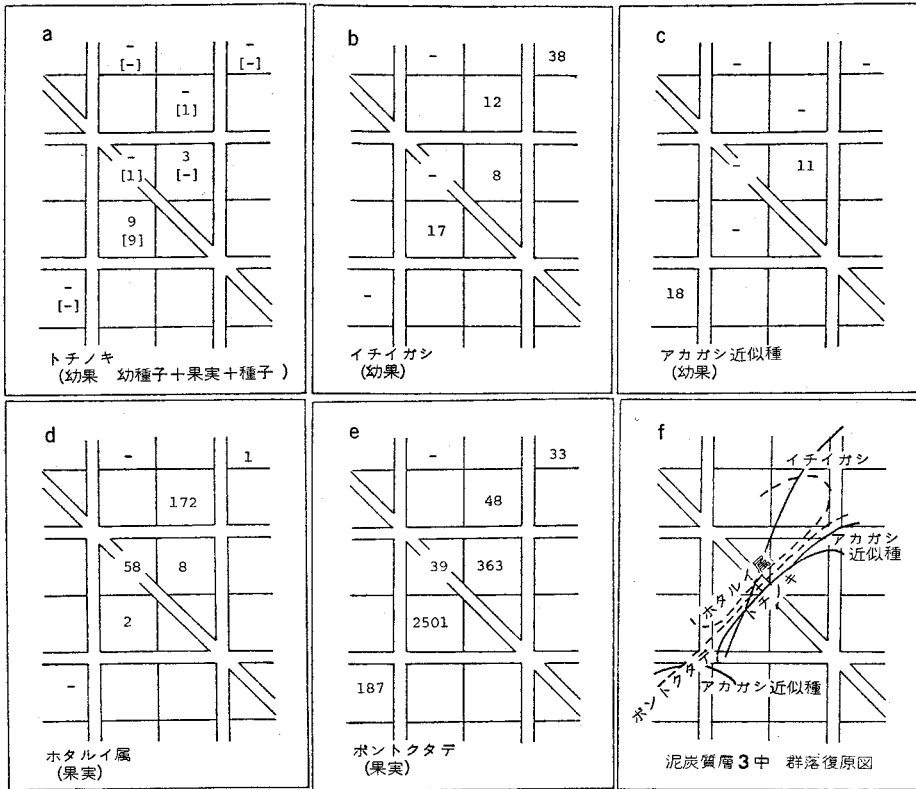 a
- -
[-] [-]
-
[1]
- 3
[1] [-]
9
[9]
-
[-]
トチノキ
(幼果 幼種子＋果実＋種子)
b
- 38
12
- 8
17
-
イチイガシ
(幼果)
c
- -
-
- 11
-
18
アカガシ近似種
(幼果)
d
- 1
172
58 8
2
-
ホタルイ属
(果実)
e
- 33
48
39 363
2501
187
ポントクタデ
(果実)
f
イチイガシ
アカガシ
近似種
ホタルイ属
トチノキ
ポントクタデ
アカガシ近似種
泥炭質層3中 群落復原図